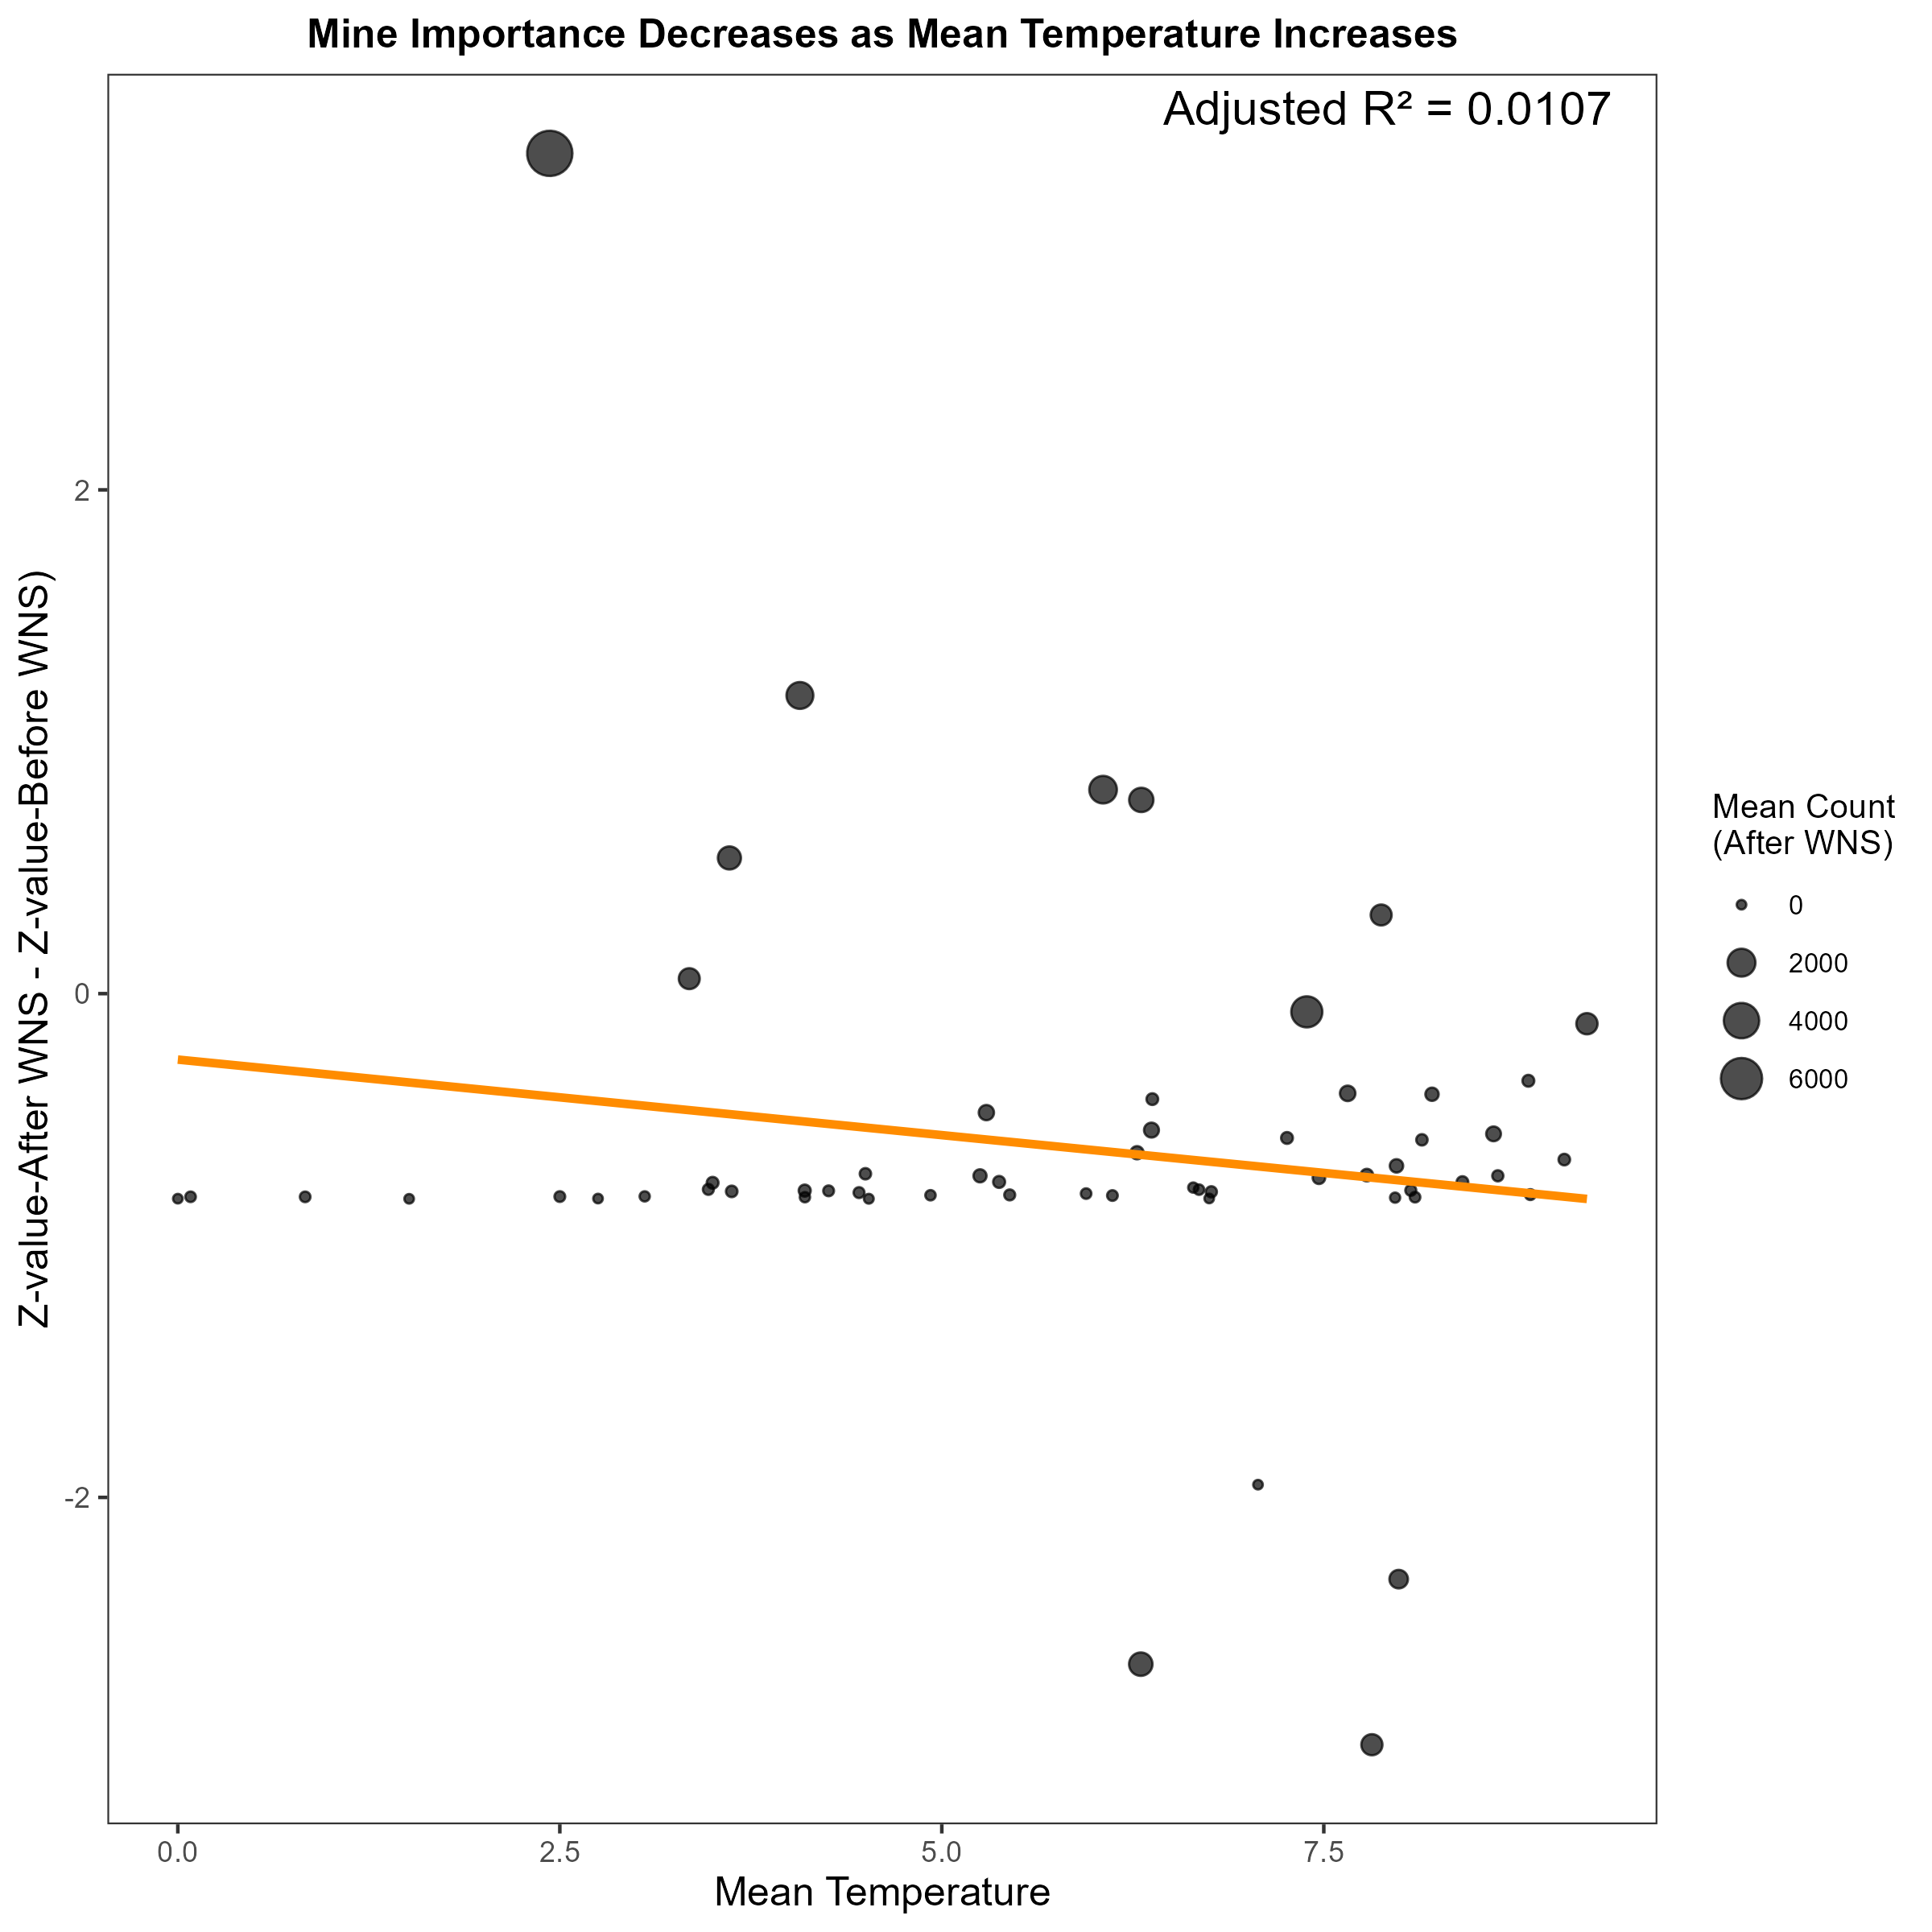 Mine Importance Decreases as Mean Temperature Increases
Adjusted R² = 0.0107
Z-value-After WNS - Z-value-Before WNS)
2
0
-2
0.0
2.5
5.0
7.5
Mean Temperature
Mean Count
(After WNS)
0
2000
4000
6000